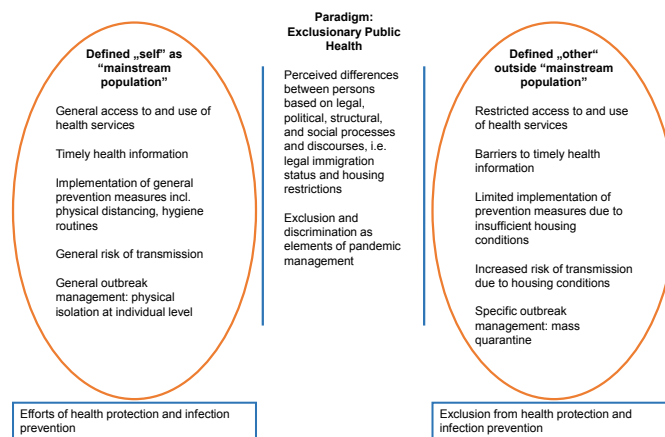 Defined „self" as
"mainstream
population"
General access to and use of
health services
Timely health information
Implementation of general
prevention measures incl.
physical distancing, hygiene
routines
General risk of transmission
General outbreak
management: physical
isolation at individual level
Efforts of health protection and infection
prevention
Paradigm:
Exclusionary Public
Health
Perceived differences
between persons
based on legal,
political, structural,
and social processes
and discourses, i.e.
legal immigration
status and housing
restrictions
Exclusion and
discrimination as
elements of pandemic
management
Defined „other"
outside "mainstream
population"
Restricted access to and use
of health services
Barriers to timely health
information
Limited implementation of
prevention measures due to
insufficient housing
conditions
Increased risk of transmission
due to housing conditions
Specific outbreak
management: mass
quarantine
Exclusion from health protection and
infection prevention